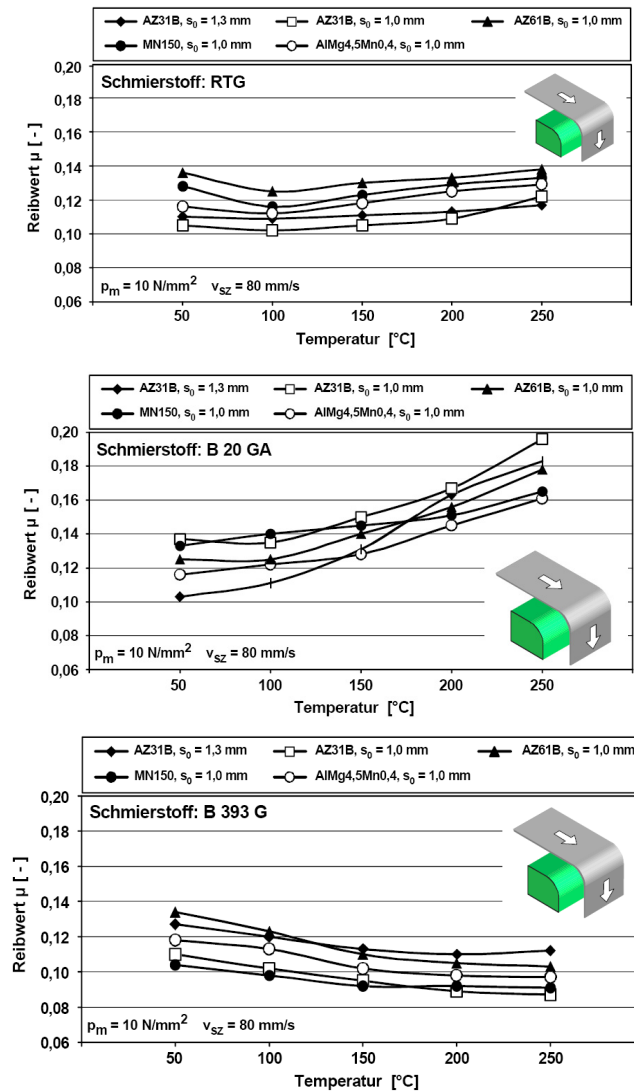 AZ31B, s0 = 1,3 mm AZ31B, s0 = 1,0 mm AZ61B, s0 = 1,0 mm
MN150, s0 = 1,0 mm AlMg4,5Mn0,4, s0 = 1,0 mm
Reibwert µ [ - ]
0,20
0,18
0,16
0,14
0,12
0,10
0,08
0,06
Schmierstoff: RTG
pm = 10 N/mm² vSZ = 80 mm/s
50 100 150 200 250
Temperatur [°C]
AZ31B, s0 = 1,3 mm AZ31B, s0 = 1,0 mm AZ61B, s0 = 1,0 mm
MN150, s0 = 1,0 mm AlMg4,5Mn0,4, s0 = 1,0 mm
Reibwert µ [ - ]
0,20
0,18
0,16
0,14
0,12
0,10
0,08
0,06
Schmierstoff: B 20 GA
pm = 10 N/mm² vSZ = 80 mm/s
50 100 150 200 250
Temperatur [°C]
AZ31B, s0 = 1,3 mm AZ31B, s0 = 1,0 mm AZ61B, s0 = 1,0 mm
MN150, s0 = 1,0 mm AlMg4,5Mn0,4, s0 = 1,0 mm
Reibwert µ [ - ]
0,20
0,18
0,16
0,14
0,12
0,10
0,08
0,06
Schmierstoff: B 393 G
pm = 10 N/mm² vSZ = 80 mm/s
50 100 150 200 250
Temperatur [°C]